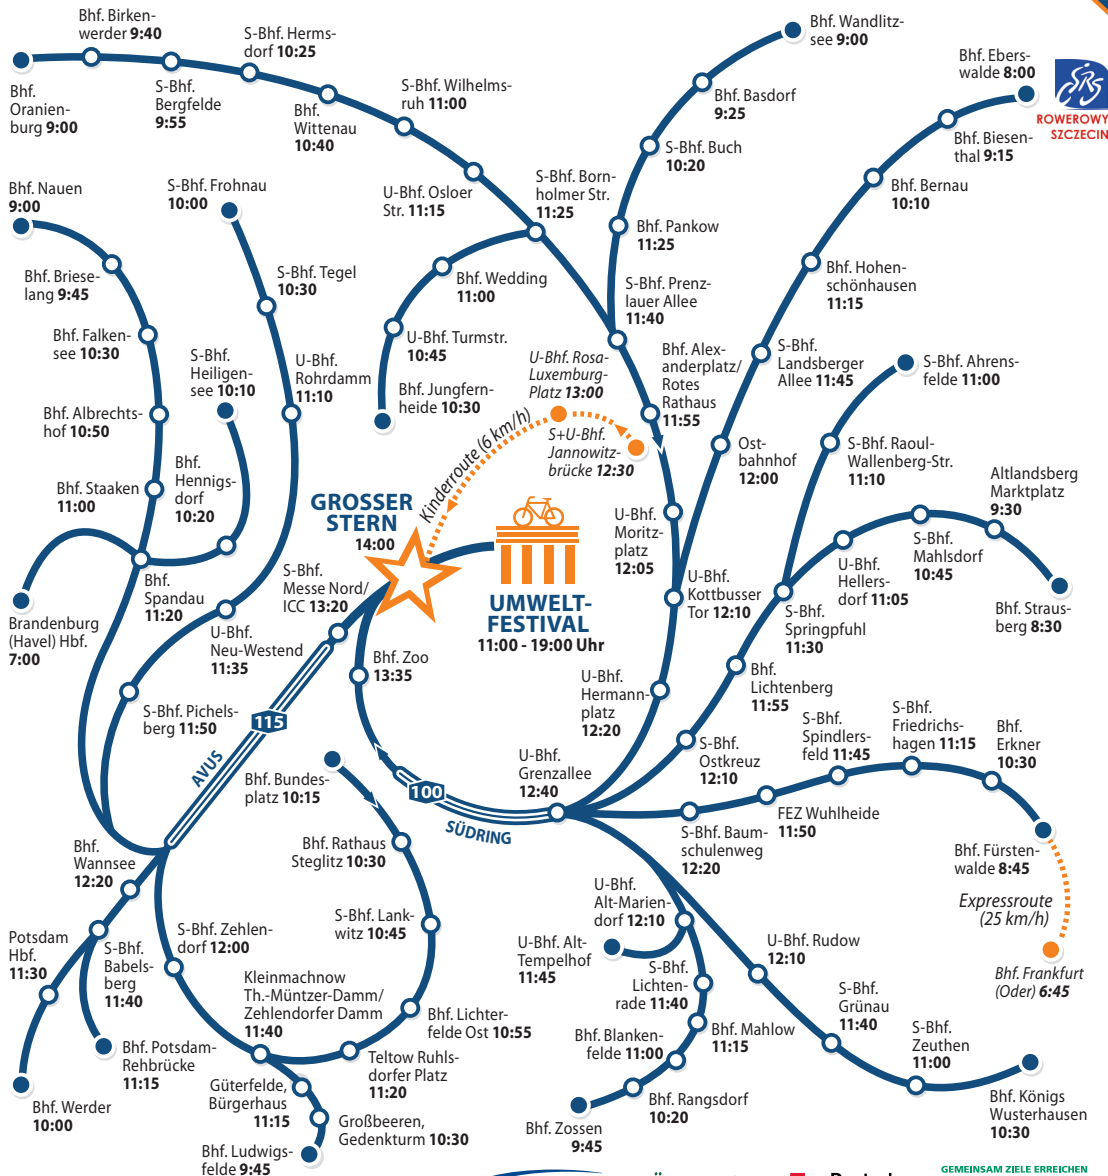 Bhf. Birken-
werder 9:40
S-Bhf. Herms-
dorf 10:25
Bhf. Wandlitz-
see 9:00
Bhf. Ebers-
walde 8:00
SRS
ROWEROWY
SZCZECIN
Bhf.
Oranien-
burg 9:00
S-Bhf.
Bergfelde
9:55
Bhf.
Wittenau
10:40
S-Bhf. Wilhelms-
ruh 11:00
Bhf. Basdorf
9:25
Bhf. Biesen-
thal 9:15
S-Bhf. Buch
10:20
Bhf. Bernau
10:10
Bhf. Nauen
9:00
S-Bhf. Frohnau
10:00
U-Bhf. Osloer
Str. 11:15
S-Bhf. Born-
holmer Str.
11:25
Bhf. Pankow
11:25
Bhf. Briese-
lang 9:45
S-Bhf. Tegel
10:30
Bhf. Wedding
11:00
S-Bhf. Prenz-
lauer Allee
11:40
Bhf. Hohen-
schönhausen
11:15
Bhf. Falken-
see 10:30
S-Bhf.
Heiligen-
see 10:10
U-Bhf.
Rohrdamm
11:10
U-Bhf. Turmstr.
10:45
Bhf. Jungfern-
heide 10:30
U-Bhf. Rosa-
Luxemburg-
Platz 13:00
Bhf. Alex-
anderplatz/
Rotes
Rathaus
11:55
S-Bhf.
Landsberger
Allee 11:45
S-Bhf. Ahrens-
felde 11:00
Bhf. Albrechts-
hof 10:50
Kinderroute (6 km/h)
S+U-Bhf.
Jannowitz-
brücke 12:30
Ost-
bahnhof
12:00
S-Bhf. Raoul-
Wallenberg-Str.
11:10
Bhf. Staaken
11:00
Bhf.
Hennigs-
dorf
10:20
GROSSER
STERN
14:00
U-Bhf.
Moritz-
platz
12:05
Altlandsberg
Marktplatz
9:30
S-Bhf.
Mahlsdorf
10:45
U-Bhf.
Hellers-
dorf 11:05
Bhf. Straus-
berg 8:30
Brandenburg
(Havel) Hbf.
7:00
Bhf.
Spandau
11:20
S-Bhf.
Messe Nord/
ICC 13:20
UMWELT-
FESTIVAL
11:00 - 19:00 Uhr
U-Bhf.
Kottbusser
Tor 12:10
S-Bhf.
Springpfuhl
11:30
U-Bhf.
Neu-Westend
11:35
Bhf. Zoo
13:35
U-Bhf.
Hermann-
platz
12:20
Bhf.
Lichtenberg
11:55
S-Bhf. Pichels-
berg 11:50
115
AVUS
S-Bhf.
Ostkreuz
12:10
S-Bhf.
Spindlers-
feld 11:45
S-Bhf.
Friedrichs-
hagen 11:15
Bhf.
Erkner
10:30
Bhf. Bundes-
platz 10:15
100
SÜDRING
U-Bhf.
Grenzallee
12:40
FEZ Wuhlheide
11:50
S-Bhf. Baum-
schulenweg
12:20
Bhf. Fürsten-
walde 8:45
Expressroute
(25 km/h)
Bhf. Frankfurt
(Oder) 6:45
Bhf.
Wannsee
12:20
Bhf. Rathaus
Steglitz 10:30
S-Bhf. Lank-
witz 10:45
U-Bhf.
Alt-Marien-
dorf 12:10
U-Bhf. Alt-
Tempelhof
11:45
U-Bhf. Rudow
12:10
Potsdam
Hbf.
11:30
S-Bhf.
Babels-
berg
11:40
S-Bhf. Zehlen-
dorf 12:00
Kleinmachnow
Th.-Müntzer-Damm/
Zehlendorfer Damm
11:40
S-Bhf.
Lichten-
rade 11:40
S-Bhf.
Grünau
11:40
Bhf. Potsdam-
Rehbrücke
11:15
Bhf. Lichter-
felde Ost 10:55
Bhf. Mahlow
11:15
S-Bhf.
Zeuthen
11:00
Bhf. Werder
10:00
Güterfelde,
Bürgerhaus
11:15
Teltow Ruhls-
dorfer Platz
11:20
Bhf. Blanken-
felde 11:00
Bhf. Rangsdorf
10:20
Bhf. Königs
Wusterhausen
10:30
Großbeeren,
Gedenkturm 10:30
Bhf. Ludwigs-
felde 9:45
Bhf. Zossen
9:45
GEMEINSAM ZIELE ERREICHEN